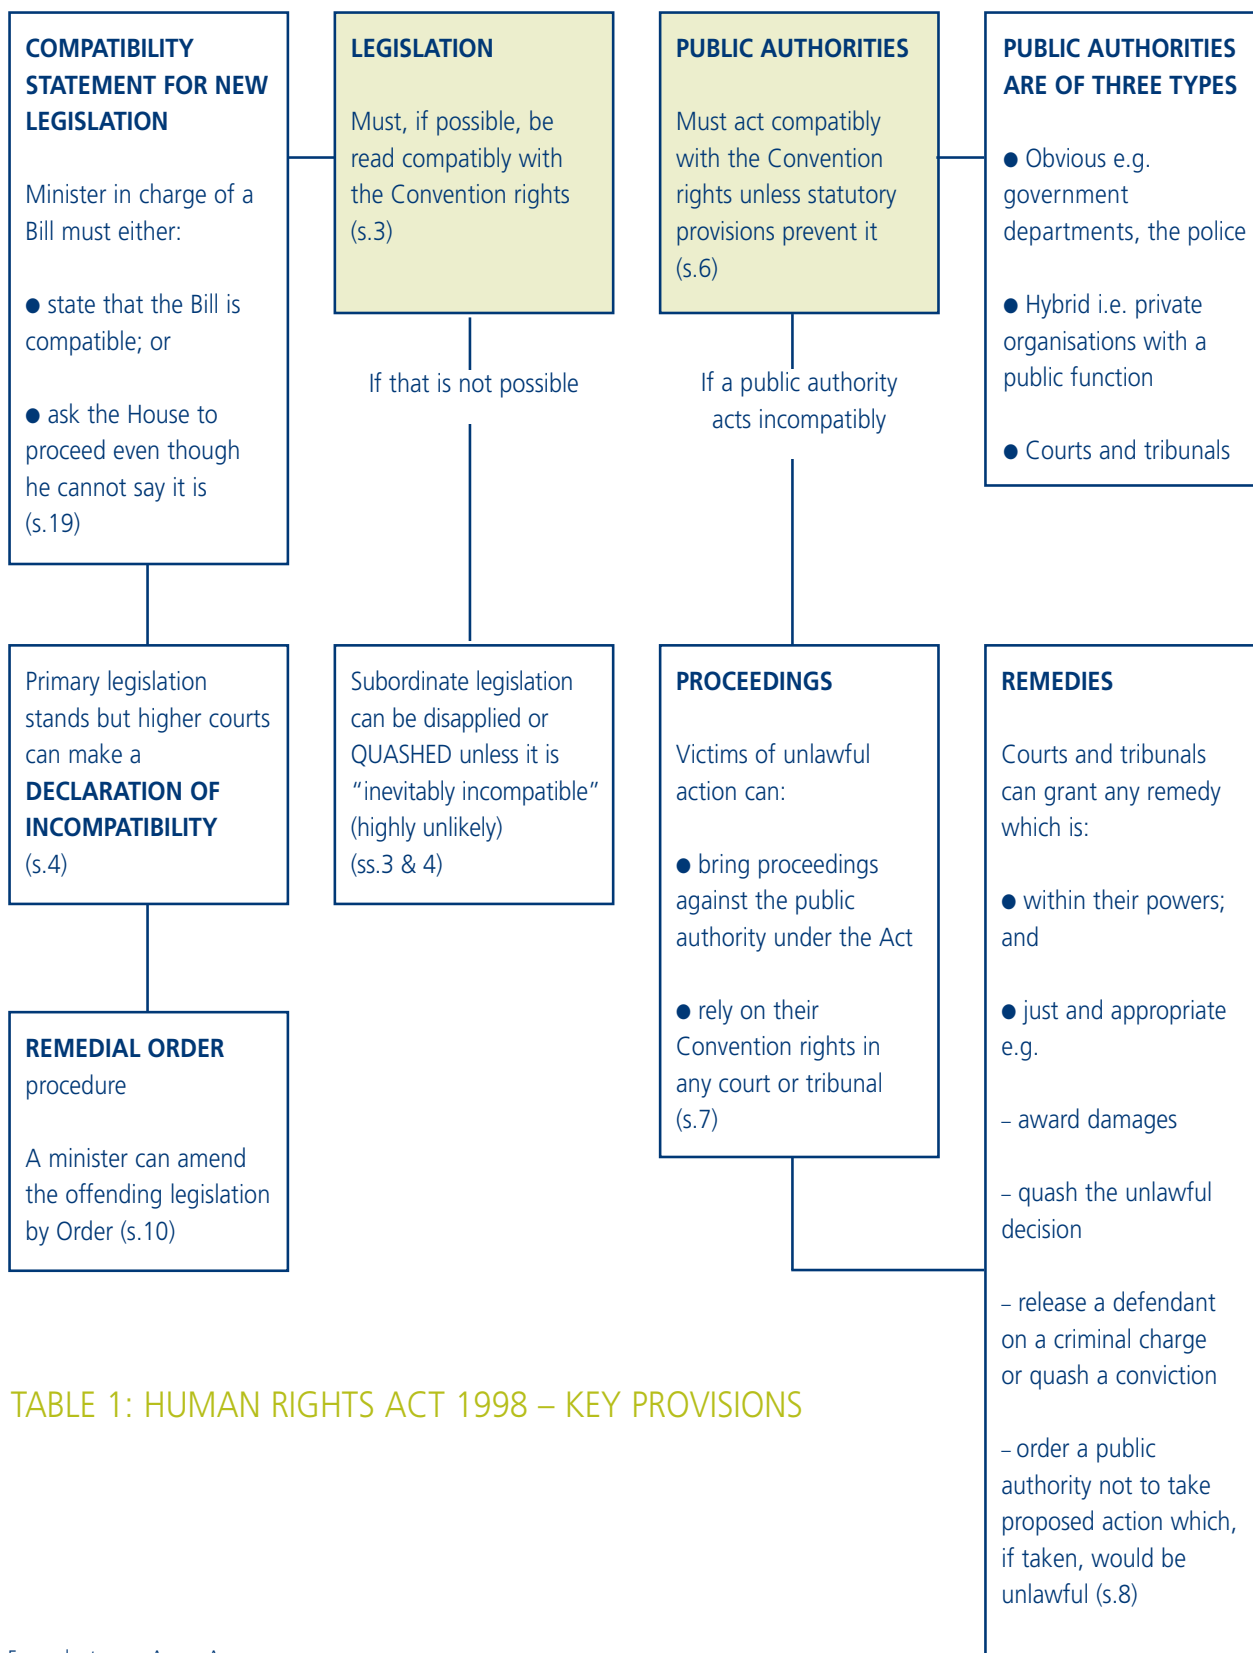 COMPATIBILITY
STATEMENT FOR NEW
LEGISLATION
Minister in charge of a
Bill must either:
● state that the Bill is
compatible; or
● ask the House to
proceed even though
he cannot say it is
(s.19)
LEGISLATION
Must, if possible, be
read compatibly with
the Convention rights
(s.3)
If that is not possible
PUBLIC AUTHORITIES
Must act compatibly
with the Convention
rights unless statutory
provisions prevent it
(s.6)
If a public authority
acts incompatibly
PUBLIC AUTHORITIES
ARE OF THREE TYPES
● Obvious e.g.
government
departments, the police
● Hybrid i.e. private
organisations with a
public function
● Courts and tribunals
Primary legislation
stands but higher courts
can make a
DECLARATION OF
INCOMPATIBILITY
(s.4)
Subordinate legislation
can be disapplied or
QUASHED unless it is
“inevitably incompatible”
(highly unlikely)
(ss.3 & 4)
PROCEEDINGS
Victims of unlawful
action can:
● bring proceedings
against the public
authority under the Act
● rely on their
Convention rights in
any court or tribunal
(s.7)
REMEDIES
Courts and tribunals
can grant any remedy
which is:
● within their powers;
and
● just and appropriate
e.g.
– award damages
– quash the unlawful
decision
– release a defendant
on a criminal charge
or quash a conviction
– order a public
authority not to take
proposed action which,
if taken, would be
unlawful (s.8)
REMEDIAL ORDER
procedure
A minister can amend
the offending legislation
by Order (s.10)
TABLE 1: HUMAN RIGHTS ACT 1998 – KEY PROVISIONS